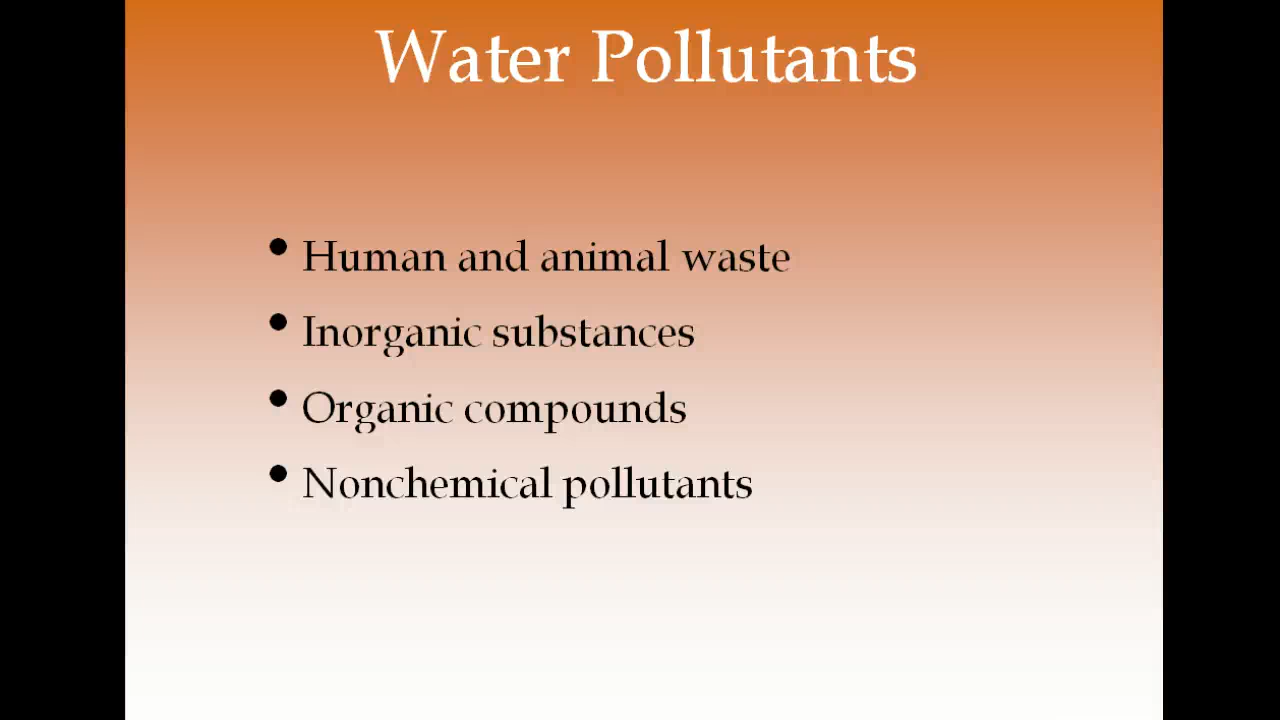 Water Pollutants
• Human and animal waste
• Inorganic substances
• Organic compounds
• Nonchemical pollutants